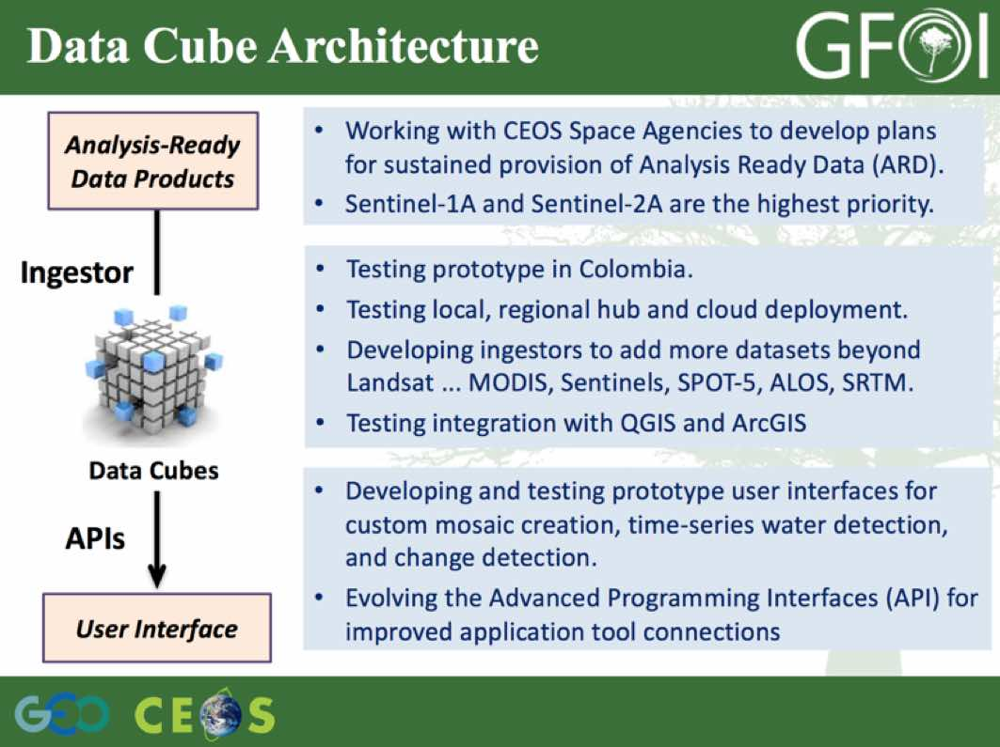 Data Cube Architecture
GFOI
Analysis-Ready
Data Products
• Working with CEOS Space Agencies to develop plans
for sustained provision of Analysis Ready Data (ARD).
• Sentinel-1A and Sentinel-2A are the highest priority.
Ingestor
Data Cubes
• Testing prototype in Colombia.
• Testing local, regional hub and cloud deployment.
• Developing ingestors to add more datasets beyond
Landsat ... MODIS, Sentinels, SPOT-5, ALOS, SRTM.
• Testing integration with QGIS and ArcGIS
APIs
User Interface
• Developing and testing prototype user interfaces for
custom mosaic creation, time-series water detection,
and change detection.
• Evolving the Advanced Programming Interfaces (API) for
improved application tool connections
GEO CEOS